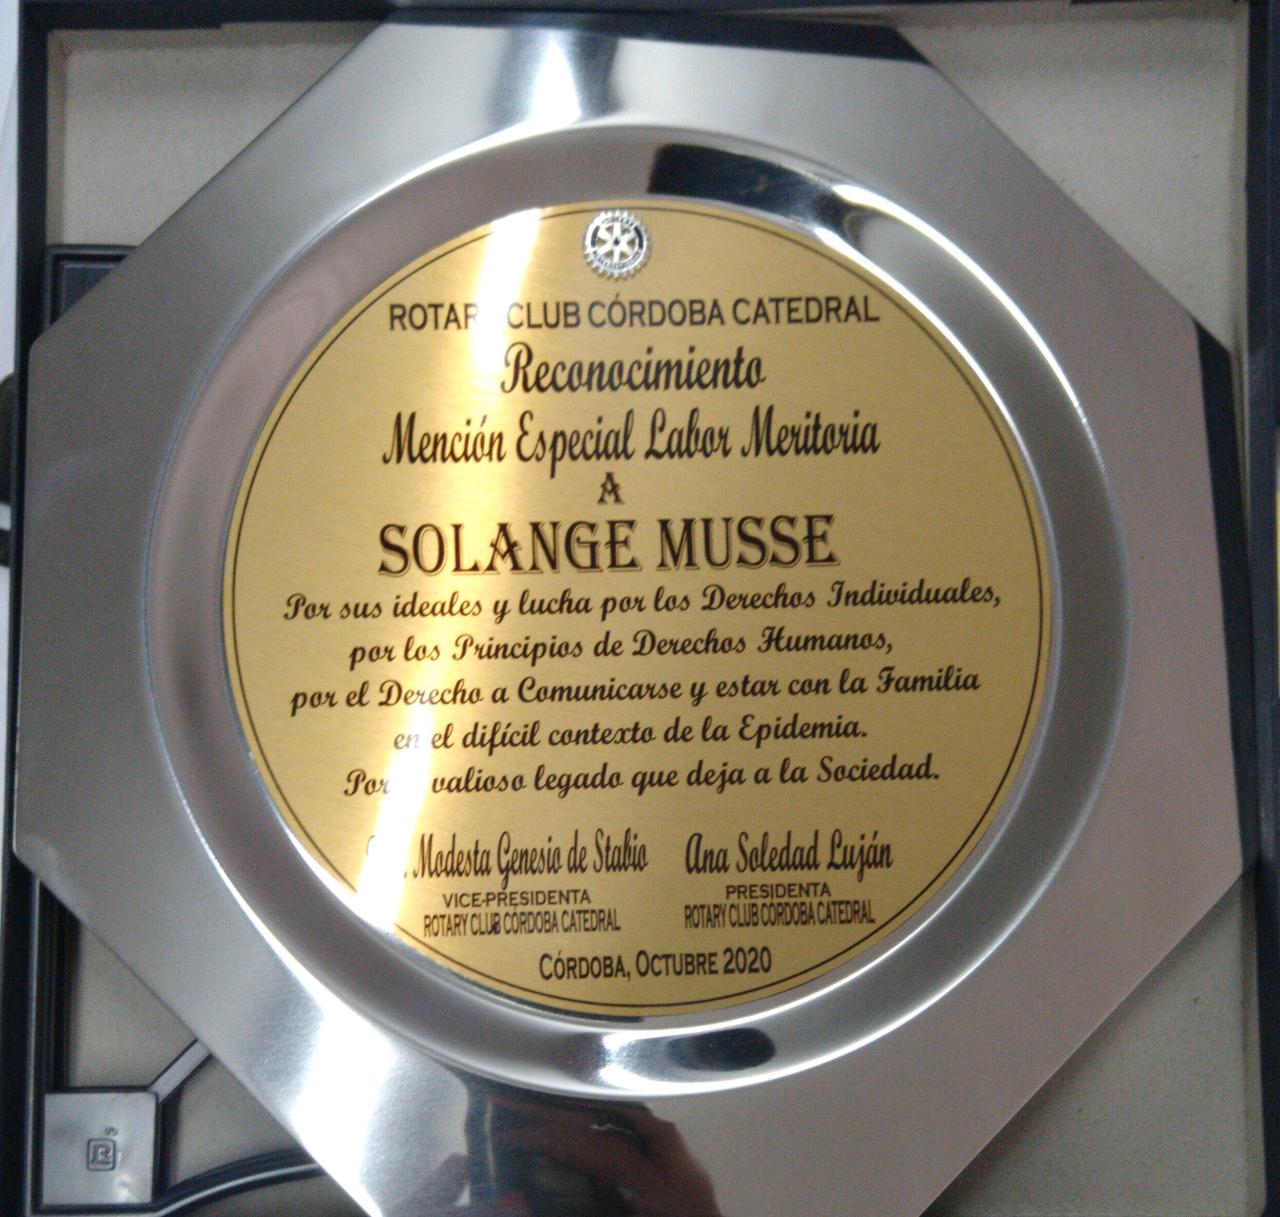 ROTARY CLUB CÓRDOBA CATEDRAL
Reconocimiento
Mención Especial Labor Meritoria
A
SOLANGE MUSSE
Por sus ideales y lucha por los Derechos Individuales,
por los Principios de Derechos Humanos,
por el Derecho a Comunicarse y estar con la Familia
en el difícil contexto de la Epidemia.
Por valioso legado que deja a la Sociedad.
Modesta Genesio de Stabio Ana Soledad Luján
VICE-PRESIDENTA PRESIDENTA
ROTARY CLUB CÓRDOBA CATEDRAL ROTARY CLUB CÓRDOBA CATEDRAL
CÓRDOBA, OCTUBRE 2020